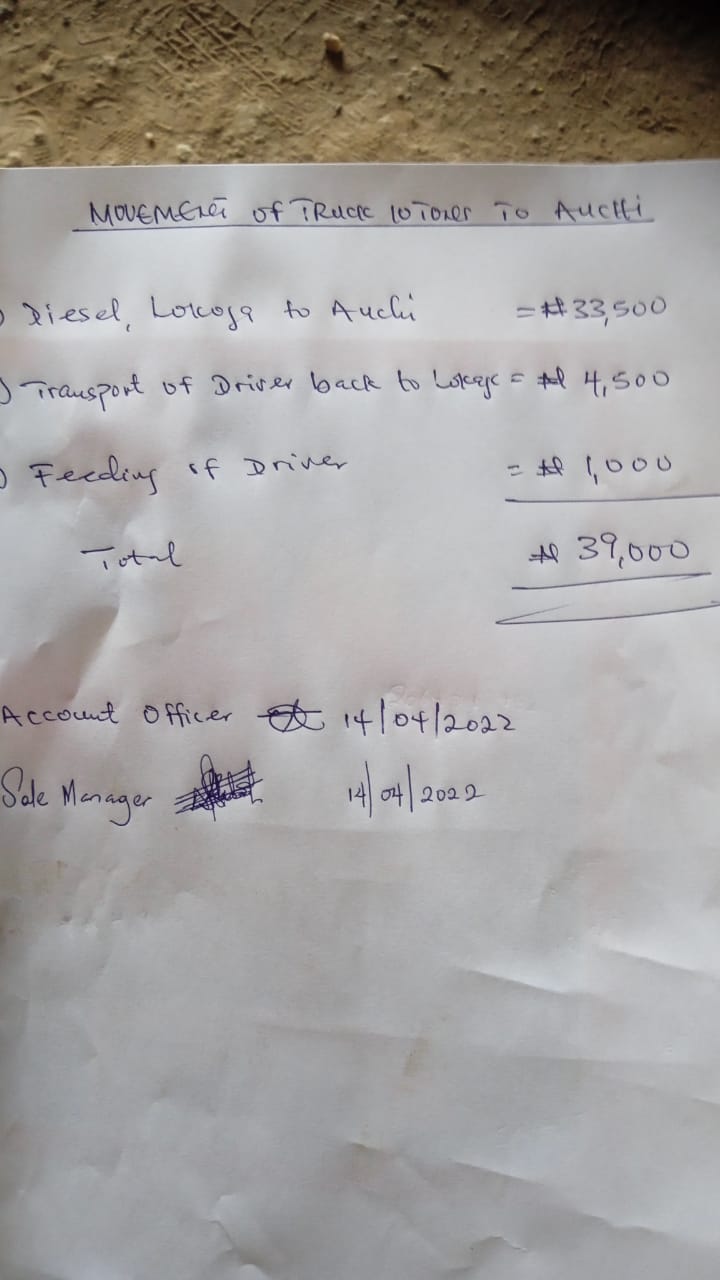 MOVEMENT OF TRUCK 10 TONES TO AUCHI
) Diesel, Lokoja to Auchi = ₦33,500
) Transport of Driver back to Lokoja = ₦ 4,500
) Feeding of Driver = ₦ 1,000
Total ₦ 39,000
Account Officer 14/04/2022
Sale Manager 14/04/2022